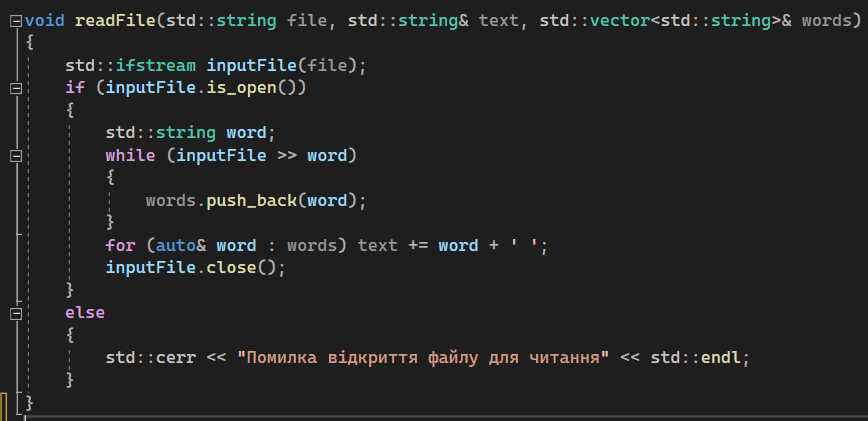 void readFile(std::string file, std::string& text, std::vector<std::string>& words)
{
    std::ifstream inputFile(file);
    if (inputFile.is_open())
    {
        std::string word;
        while (inputFile >> word)
        {
            words.push_back(word);
        }
        for (auto& word : words) text += word + ' ';
        inputFile.close();
    }
    else
    {
        std::cerr << "Помилка відкриття файлу для читання" << std::endl;
    }
}